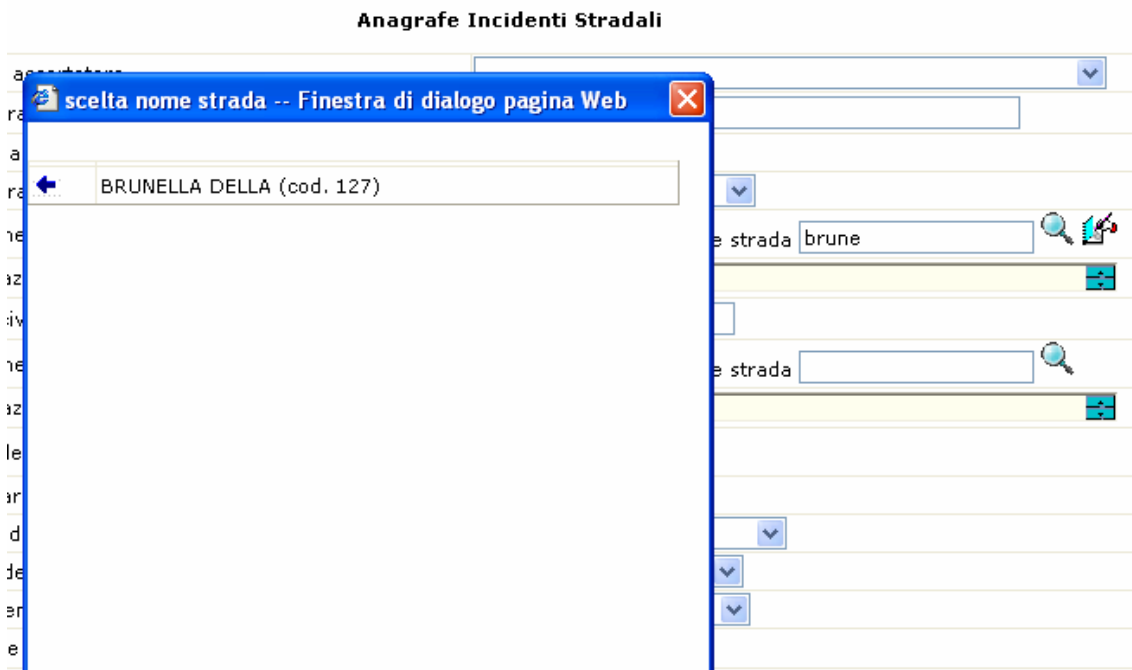 Anagrafe Incidenti Stradali
scelta nome strada -- Finestra di dialogo pagina Web
BRUNELLA DELLA (cod. 127)
strada brune
strada